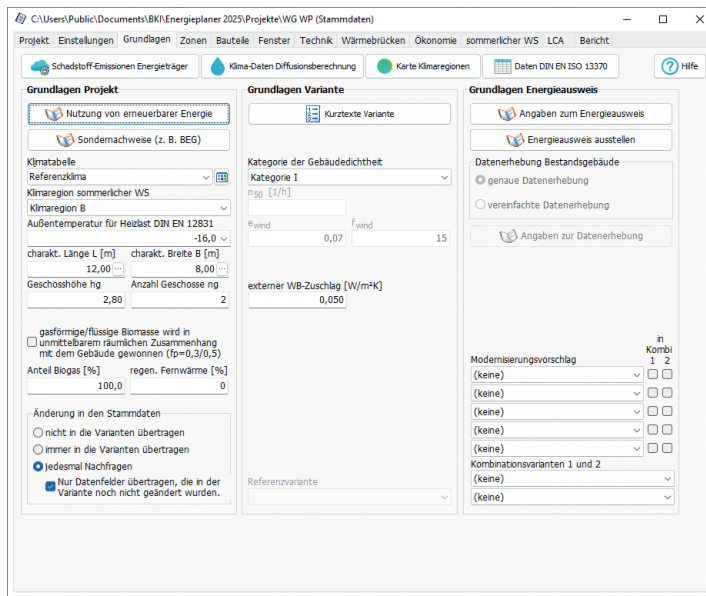 C:\Users\Public\Documents\BKI\Energieplaner 2025\Projekte\WG WP (Stammdaten)
Projekt Einstellungen Grundlagen Zonen Bauteile Fenster Technik Wärmebrücken Ökonomie sommerlicher WS LCA Bericht
Schadstoff-Emissionen Energieträger Klima-Daten Diffusionsberechnung Karte Klimaregionen Daten DIN EN ISO 13370 Hilfe
Grundlagen Projekt
Nutzung von erneuerbarer Energie
Sondernachweise (z. B. BEG)
Klimatabelle
Referenzklima
Klimaregion sommerlicher WS
Klimaregion B
Außentemperatur für Heizlast DIN EN 12831
-16,0
charakt. Länge L [m] charakt. Breite B [m]
12,00 ... 8,00 ...
Geschosshöhe hg Anzahl Geschosse ng
2,80 2
gasförmige/flüssige Biomasse wird in
unmittelbarem räumlichen Zusammenhang
mit dem Gebäude gewonnen (fp=0,3/0,5)
Anteil Biogas [%] regen. Fernwärme [%]
100,0 0
Änderung in den Stammdaten
nicht in die Varianten übertragen
immer in die Varianten übertragen
jedesmal Nachfragen
Nur Datenfelder übertragen, die in der
Variante noch nicht geändert wurden.
Grundlagen Variante
Kurztexte Variante
Kategorie der Gebäudedichtheit
Kategorie I
n50 [1/h]
ewind fwind
0,07 15
externer WB-Zuschlag [W/m²K]
0,050
Referenzvariante
Grundlagen Energieausweis
Angaben zum Energieausweis
Energieausweis ausstellen
Datenerhebung Bestandsgebäude
genaue Datenerhebung
vereinfachte Datenerhebung
Angaben zur Datenerhebung
in
Kombi
Modernisierungsvorschlag 1 2
(keine)
(keine)
(keine)
(keine)
(keine)
Kombinationsvarianten 1 und 2
(keine)
(keine)